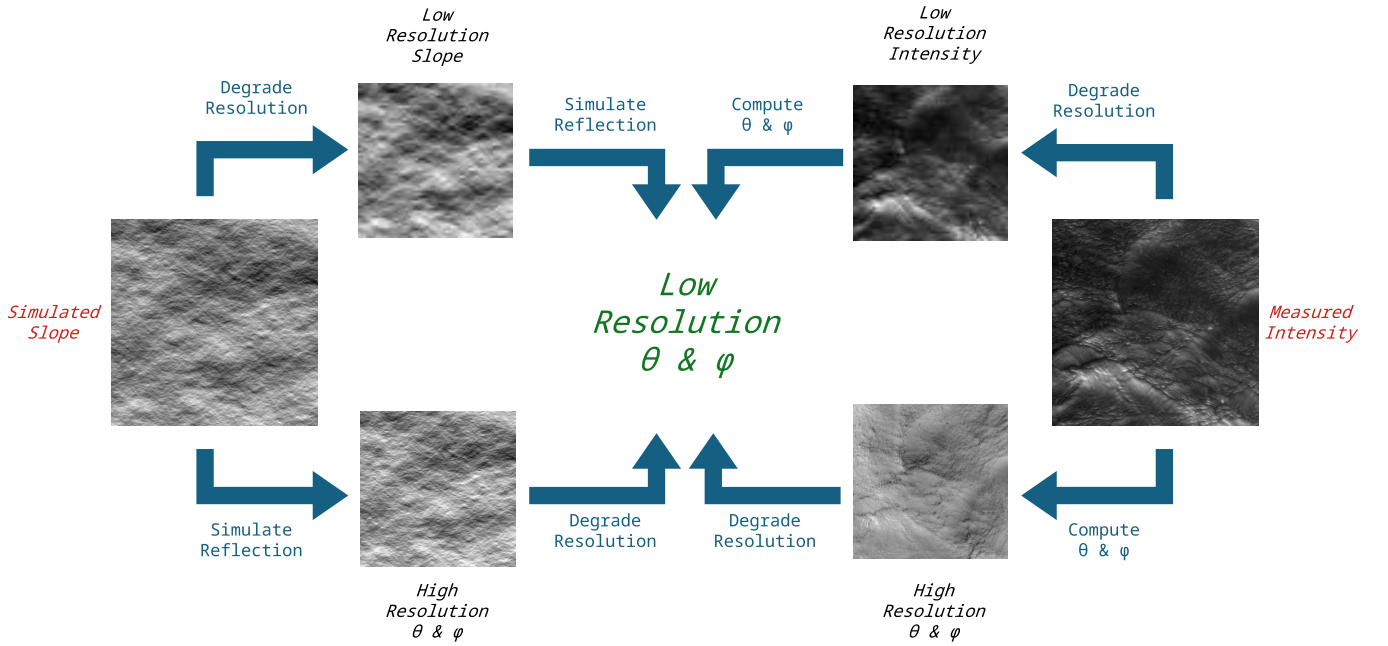 Low
Resolution
Slope
Low
Resolution
Intensity
Degrade
Resolution
Simulate
Reflection
Compute
θ & φ
Degrade
Resolution
Simulated
Slope
Low
Resolution
θ & φ
Measured
Intensity
Simulate
Reflection
Degrade
Resolution
Degrade
Resolution
Compute
θ & φ
High
Resolution
θ & φ
High
Resolution
θ & φ